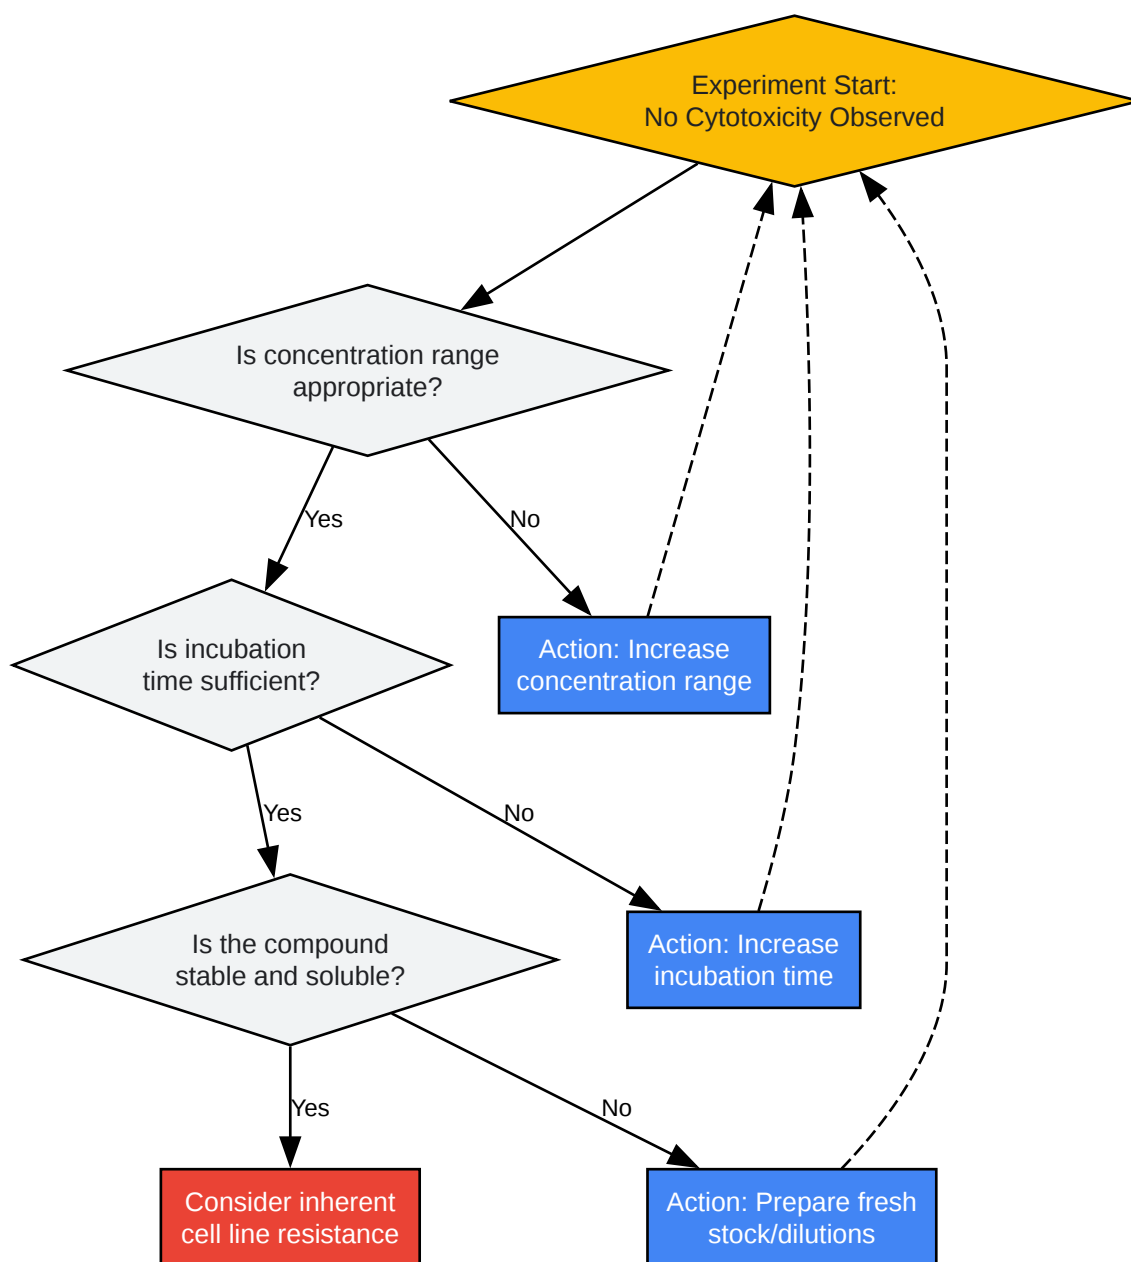 Experiment Start:
No Cytotoxicity Observed
Is concentration range
appropriate?
Yes
No
Is incubation
time sufficient?
Action: Increase
concentration range
Yes
No
Is the compound
stable and soluble?
Action: Increase
incubation time
Yes
No
Consider inherent
cell line resistance
Action: Prepare fresh
stock/dilutions